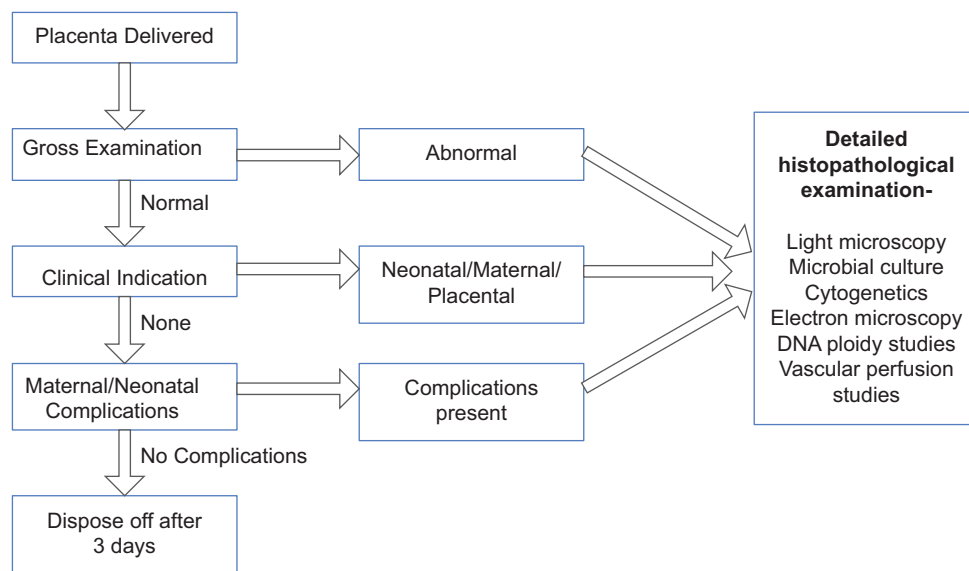 Placenta Delivered
Gross Examination
Abnormal
Normal
Clinical Indication
Neonatal/Maternal/
Placental
None
Maternal/Neonatal
Complications
Complications
present
No Complications
Dispose off after
3 days
Detailed
histopathological
examination-
Light microscopy
Microbial culture
Cytogenetics
Electron microscopy
DNA ploidy studies
Vascular perfusion
studies